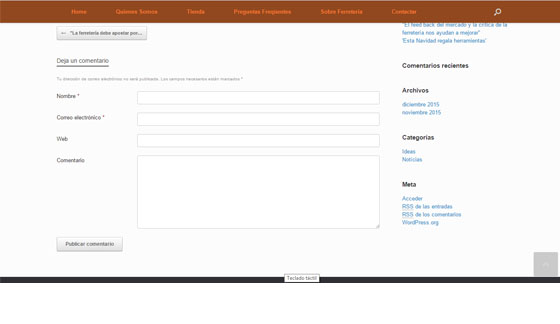 Home Quienes Somos Tienda Preguntas Frequentes Sobre Ferretería Contactar
← "La ferretería debe apostar por...
"El feed back del mercado y la crítica de la
ferretería nos ayudan a mejorar"
'Esta Navidad regala herramientas'
Deja un comentario
Tu dirección de correo electrónico no será publicada. Los campos necesarios están marcados *
Nombre *
Correo electrónico *
Web
Comentario
Publicar comentario
Comentarios recientes
Archivos
diciembre 2015
noviembre 2015
Categorías
Ideas
Noticias
Meta
Acceder
RSS de las entradas
RSS de los comentarios
WordPress.org
Teclado táctil